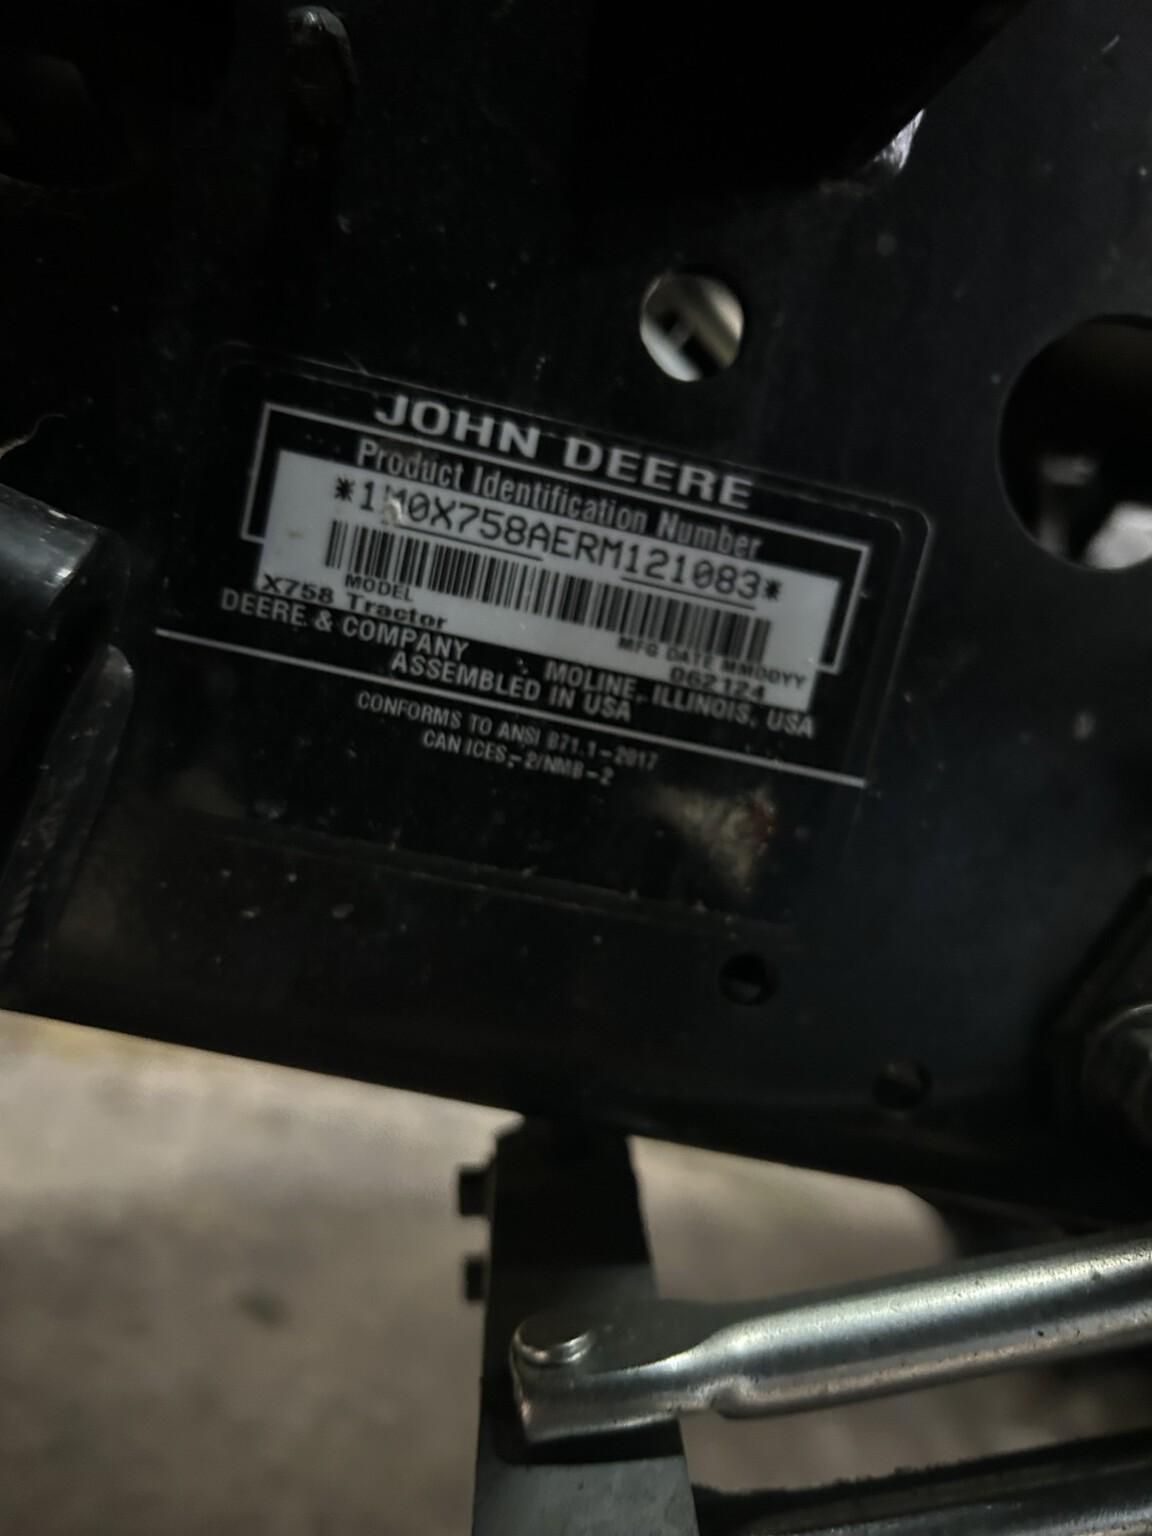 JOHN DEERE
Product Identification Number
*1M0X758AERM121083*
MODEL
X758 Tractor
MFG DATE MMDDYY
062124
DEERE & COMPANY MOLINE, ILLINOIS, USA
ASSEMBLED IN USA
CONFORMS TO ANSI B71.1-2017
CAN ICES-2/NMB-2